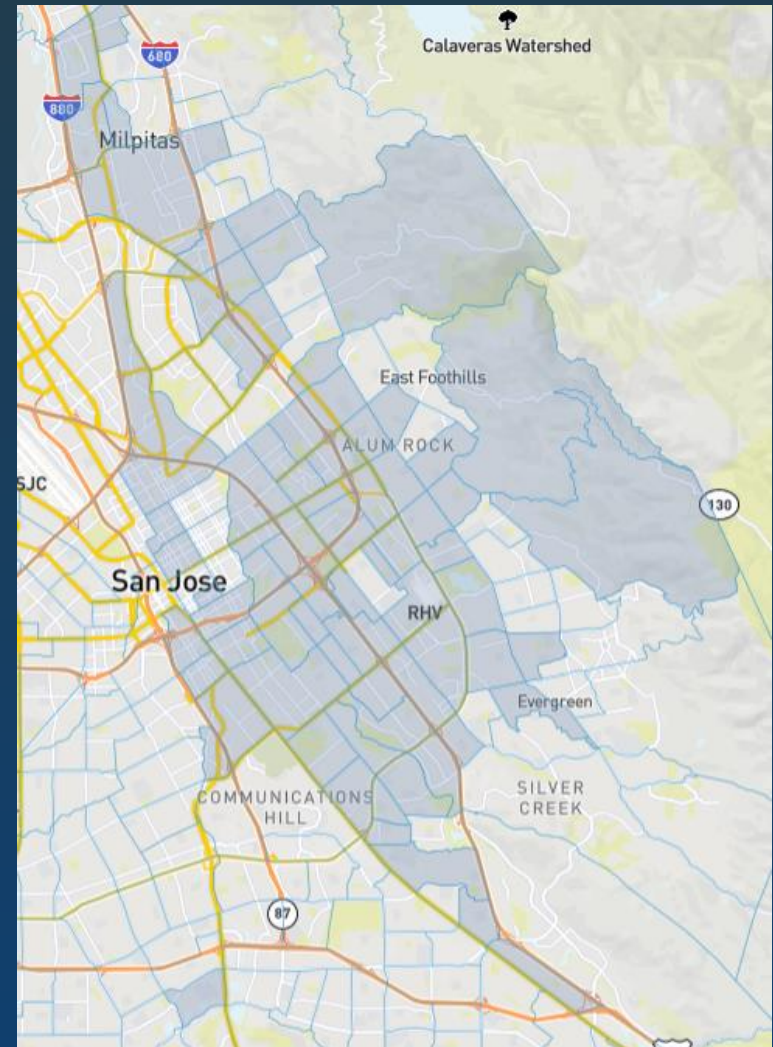 Calaveras Watershed
680
880
Milpitas
East Foothills
ALUM ROCK
SJC
130
San Jose
RHV
Evergreen
SILVER
CREEK
COMMUNICATIONS
HILL
87